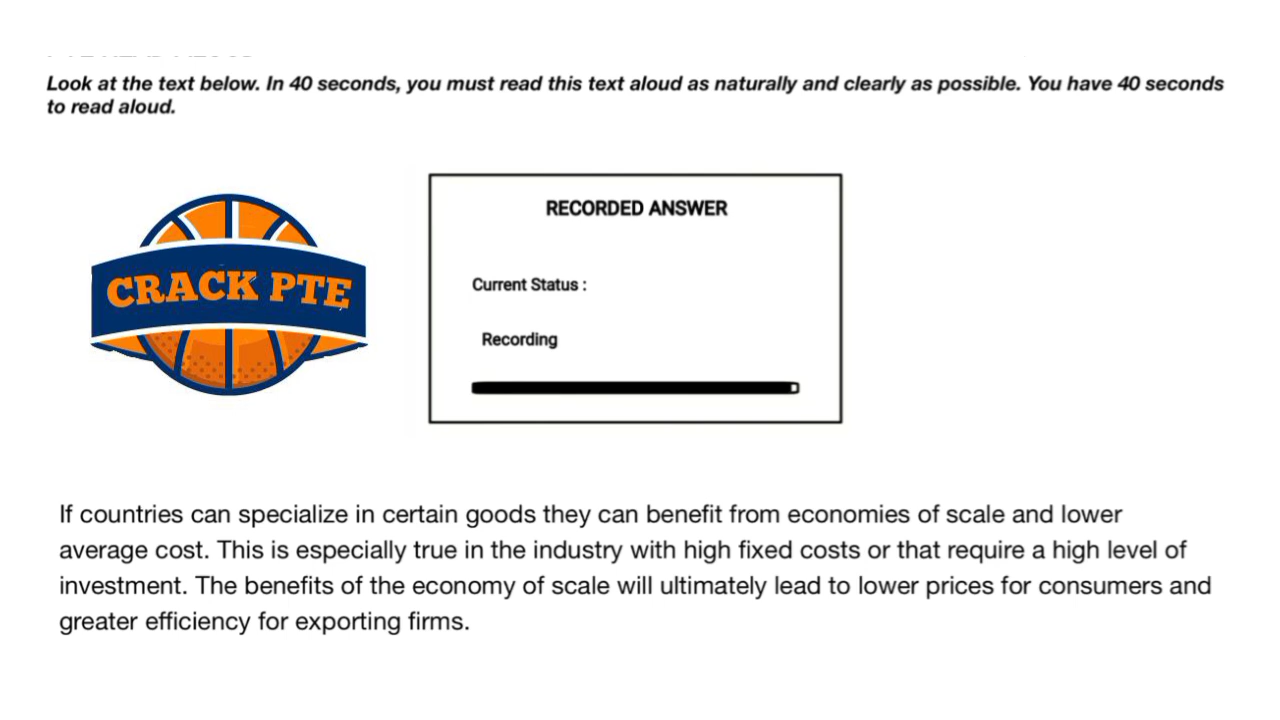 Look at the text below. In 40 seconds, you must read this text aloud as naturally and clearly as possible. You have 40 seconds
to read aloud.
CRACK PTE
RECORDED ANSWER
Current Status :
Recording
If countries can specialize in certain goods they can benefit from economies of scale and lower
average cost. This is especially true in the industry with high fixed costs or that require a high level of
investment. The benefits of the economy of scale will ultimately lead to lower prices for consumers and
greater efficiency for exporting firms.